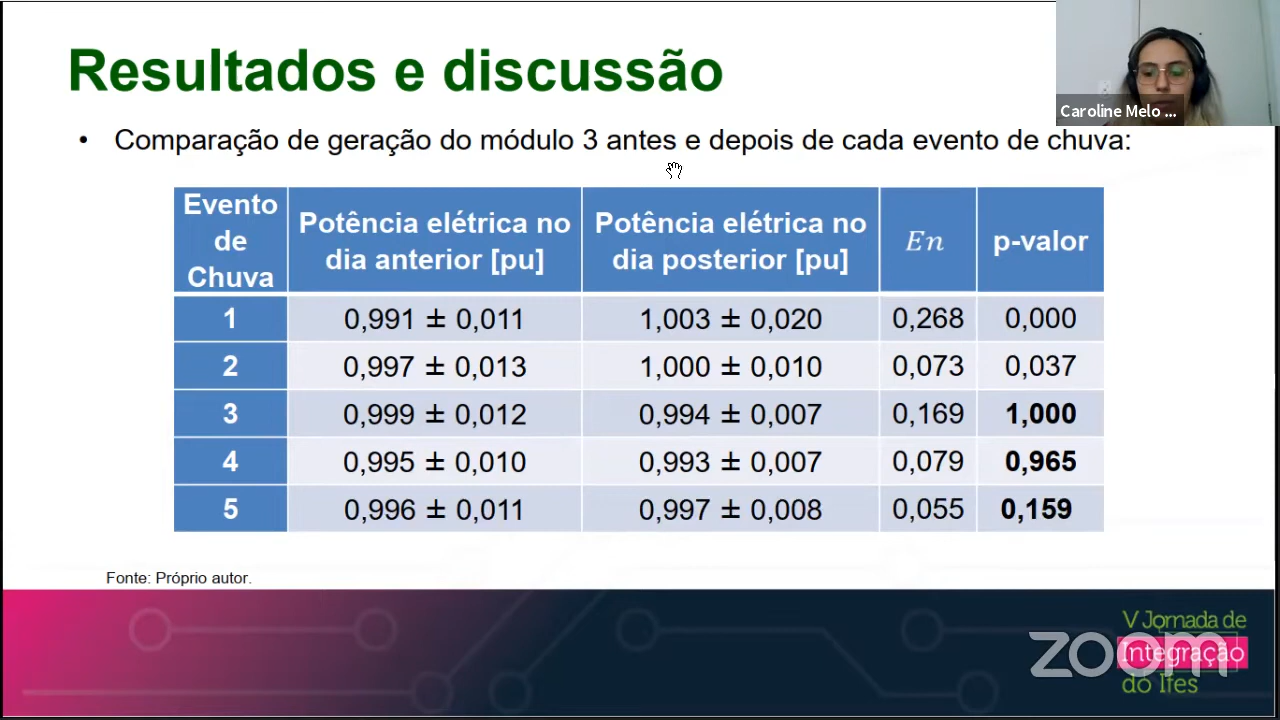 Resultados e discussão
Caroline Melo ...
• Comparação de geração do módulo 3 antes e depois de cada evento de chuva:
Evento de Chuva | Potência elétrica no dia anterior [pu] | Potência elétrica no dia posterior [pu] | En | p-valor
1 | 0,991 ± 0,011 | 1,003 ± 0,020 | 0,268 | 0,000
2 | 0,997 ± 0,013 | 1,000 ± 0,010 | 0,073 | 0,037
3 | 0,999 ± 0,012 | 0,994 ± 0,007 | 0,169 | 1,000
4 | 0,995 ± 0,010 | 0,993 ± 0,007 | 0,079 | 0,965
5 | 0,996 ± 0,011 | 0,997 ± 0,008 | 0,055 | 0,159
Fonte: Próprio autor.
V Jornada de
Integração
do Ifes
zoom